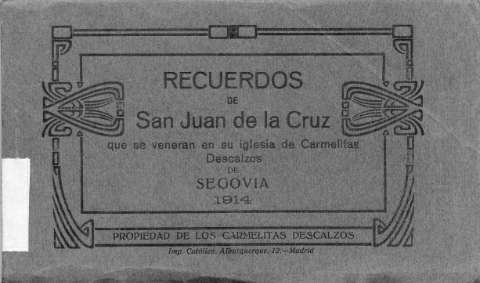 RECUERDOS
DE
San Juan de la Cruz
que se veneran en su iglesia de Carmelitas
Descalzos
DE
SEGOVIA
1914
PROPIEDAD DE LOS CARMELITAS DESCALZOS
Imp. Católica, Alburquerque, 12.—Madrid